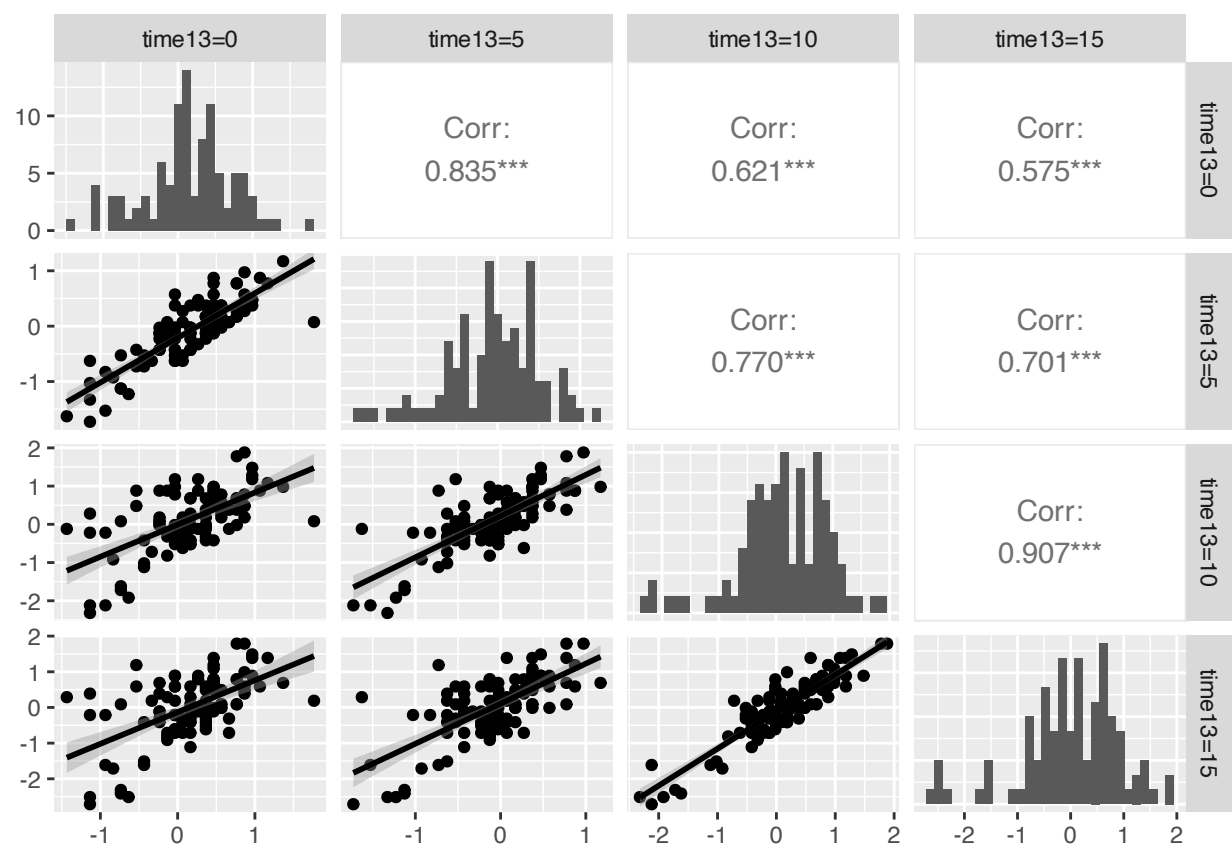 time13=0 time13=5 time13=10 time13=15
10
5
0
Corr:
0.835***
Corr:
0.621***
Corr:
0.575***
time13=0
1
0
-1
Corr:
0.770***
Corr:
0.701***
time13=5
2
1
0
-1
-2
Corr:
0.907***
time13=10
2
1
0
-1
-2
time13=15
-1 0 1 -1 0 1 -2 -1 0 1 2 -2 -1 0 1 2